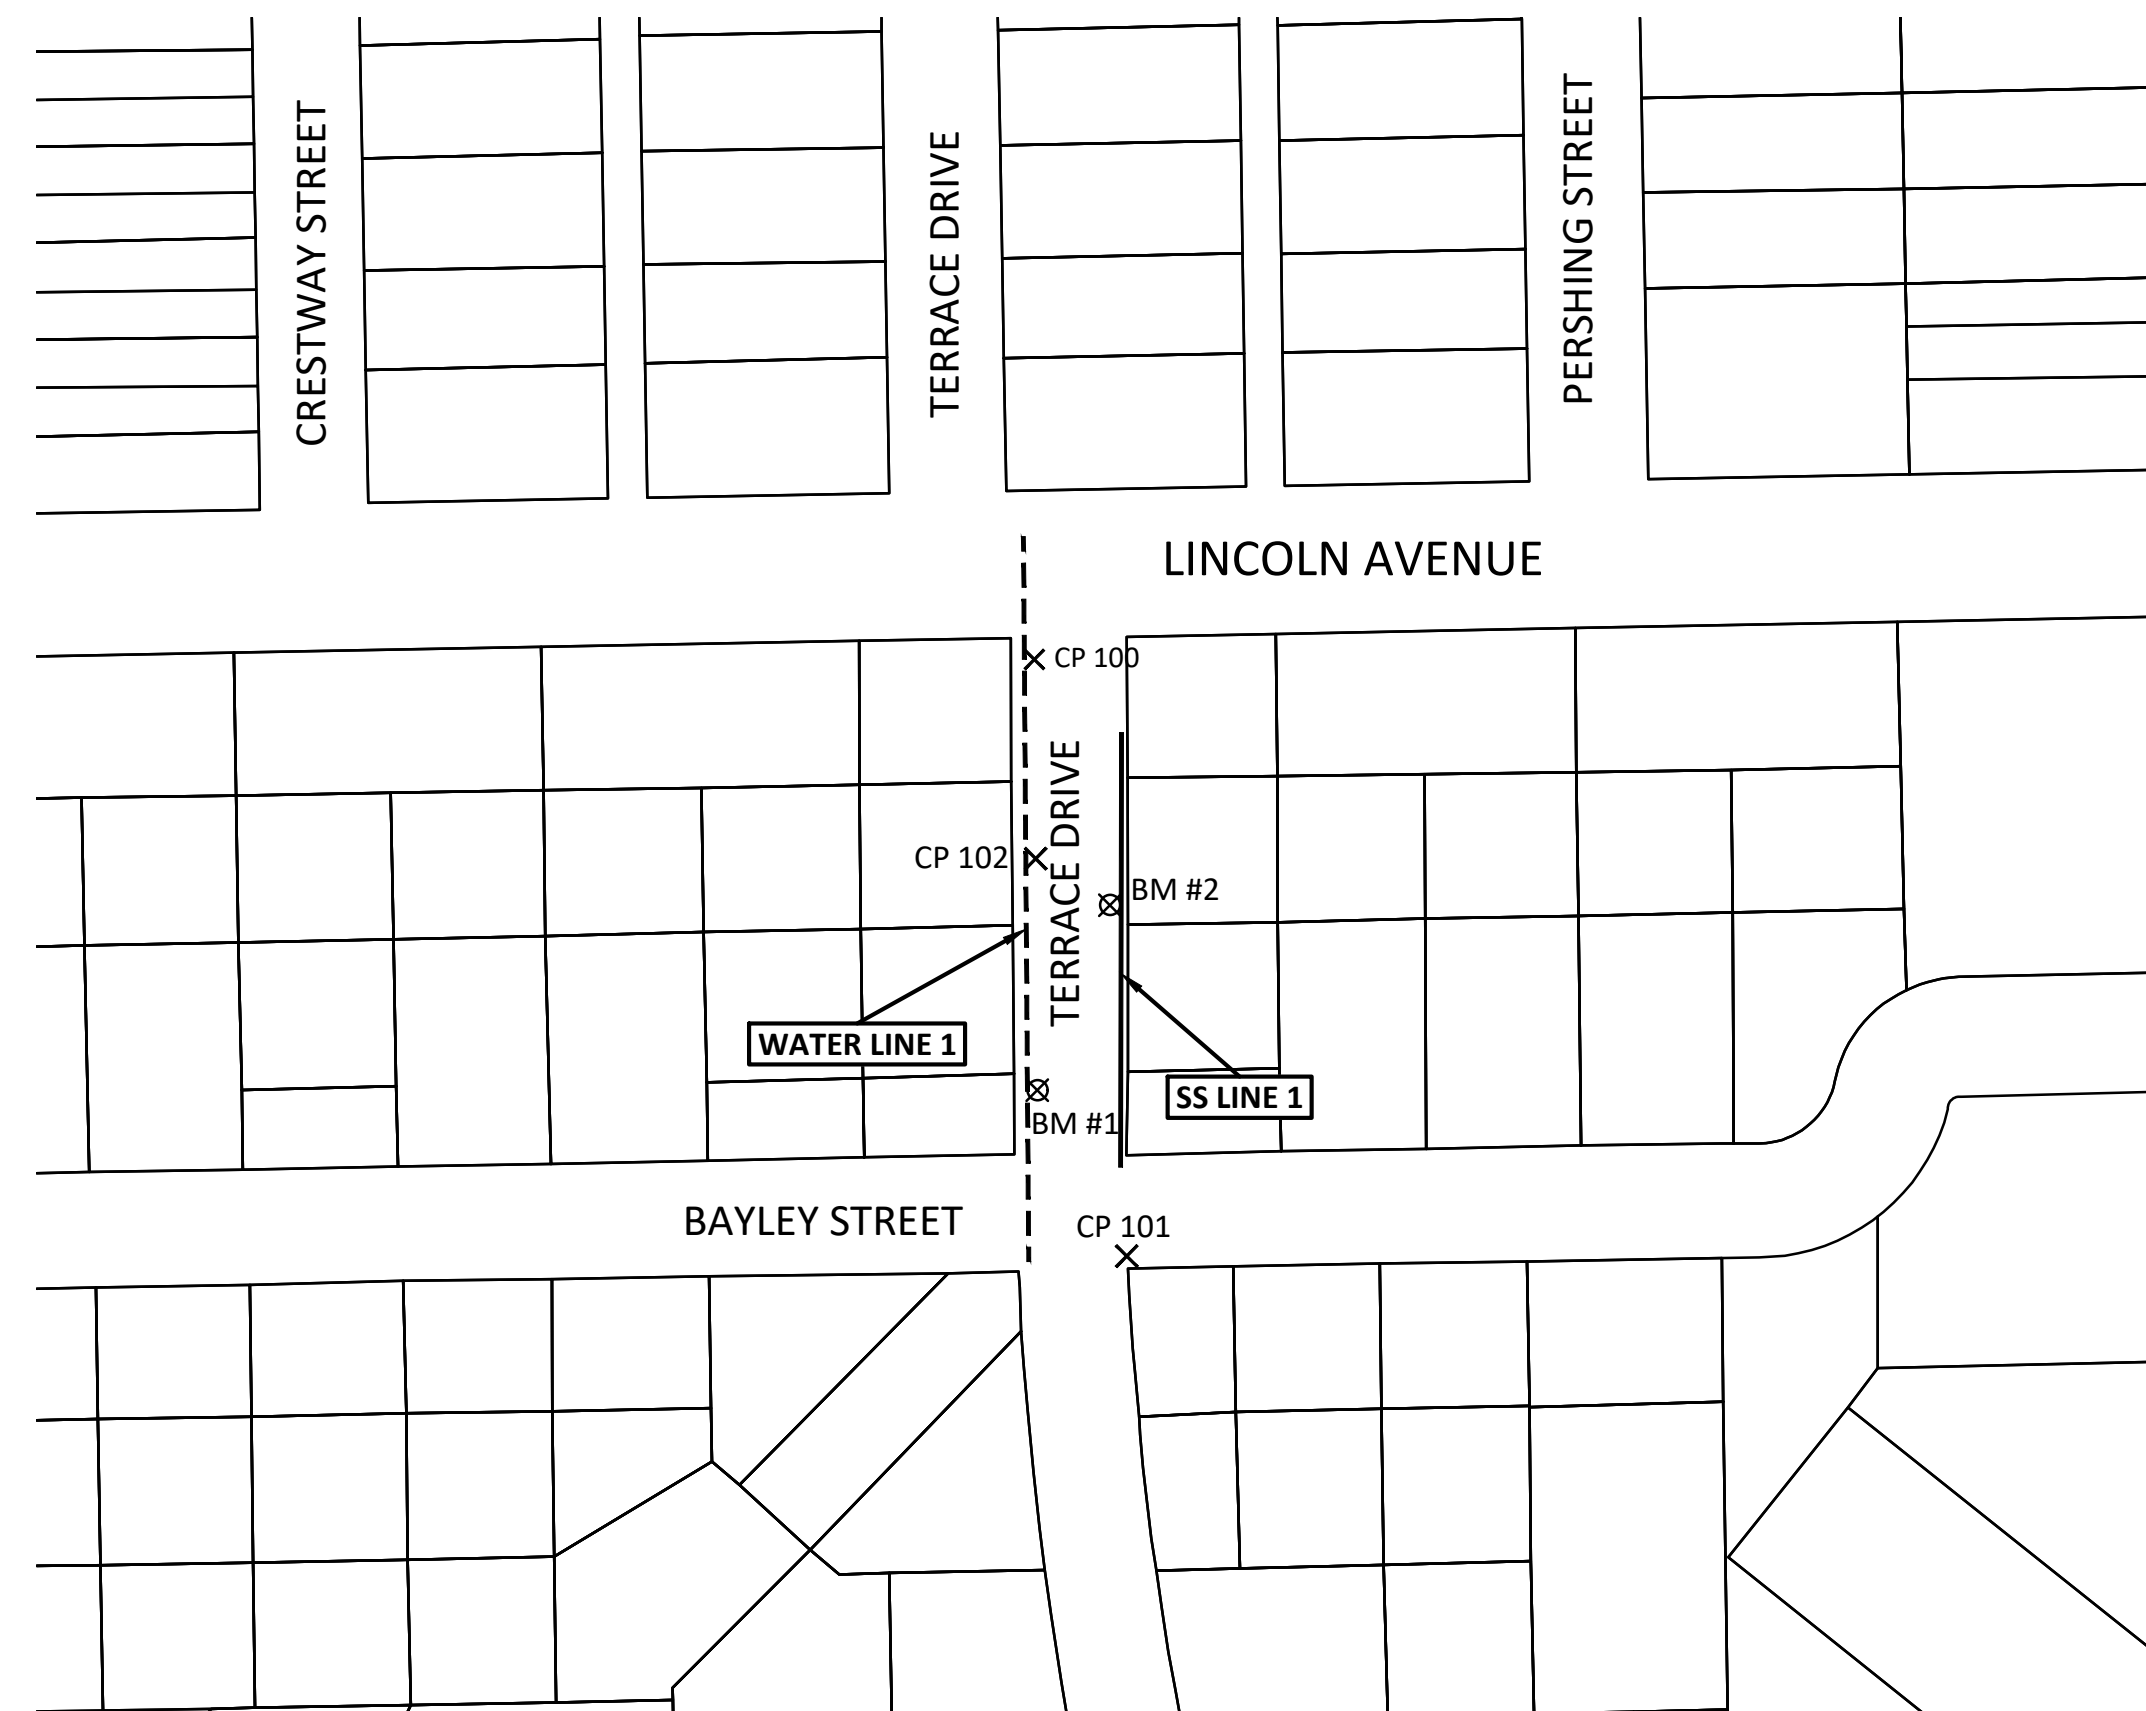 CRESTWAY STREET
TERRACE DRIVE
PERSHING STREET
LINCOLN AVENUE
CP 100
TERRACE DRIVE
CP 102
BM #2
WATER LINE 1
SS LINE 1
BM #1
BAYLEY STREET
CP 101